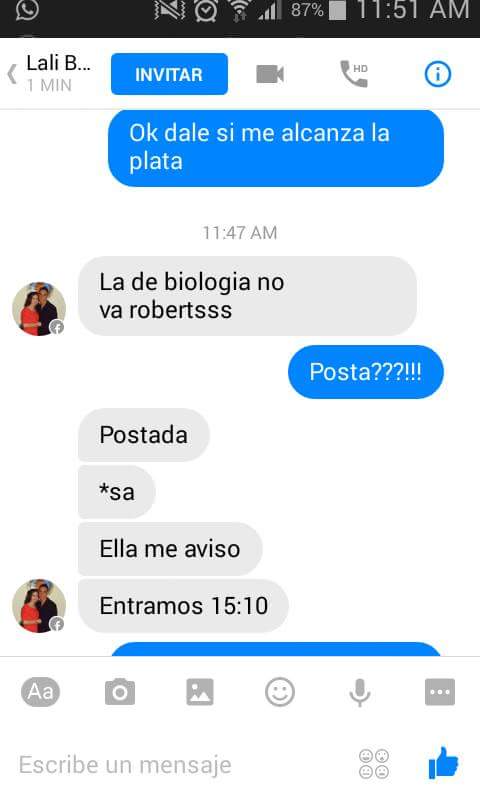 87% 11:51 AM
Lali B...
1 MIN
INVITAR
HD
Ok dale si me alcanza la
plata
11:47 AM
La de biologia no
va robertsss
Posta???!!!
Postada
*sa
Ella me aviso
Entramos 15:10
Aa
Escribe un mensaje